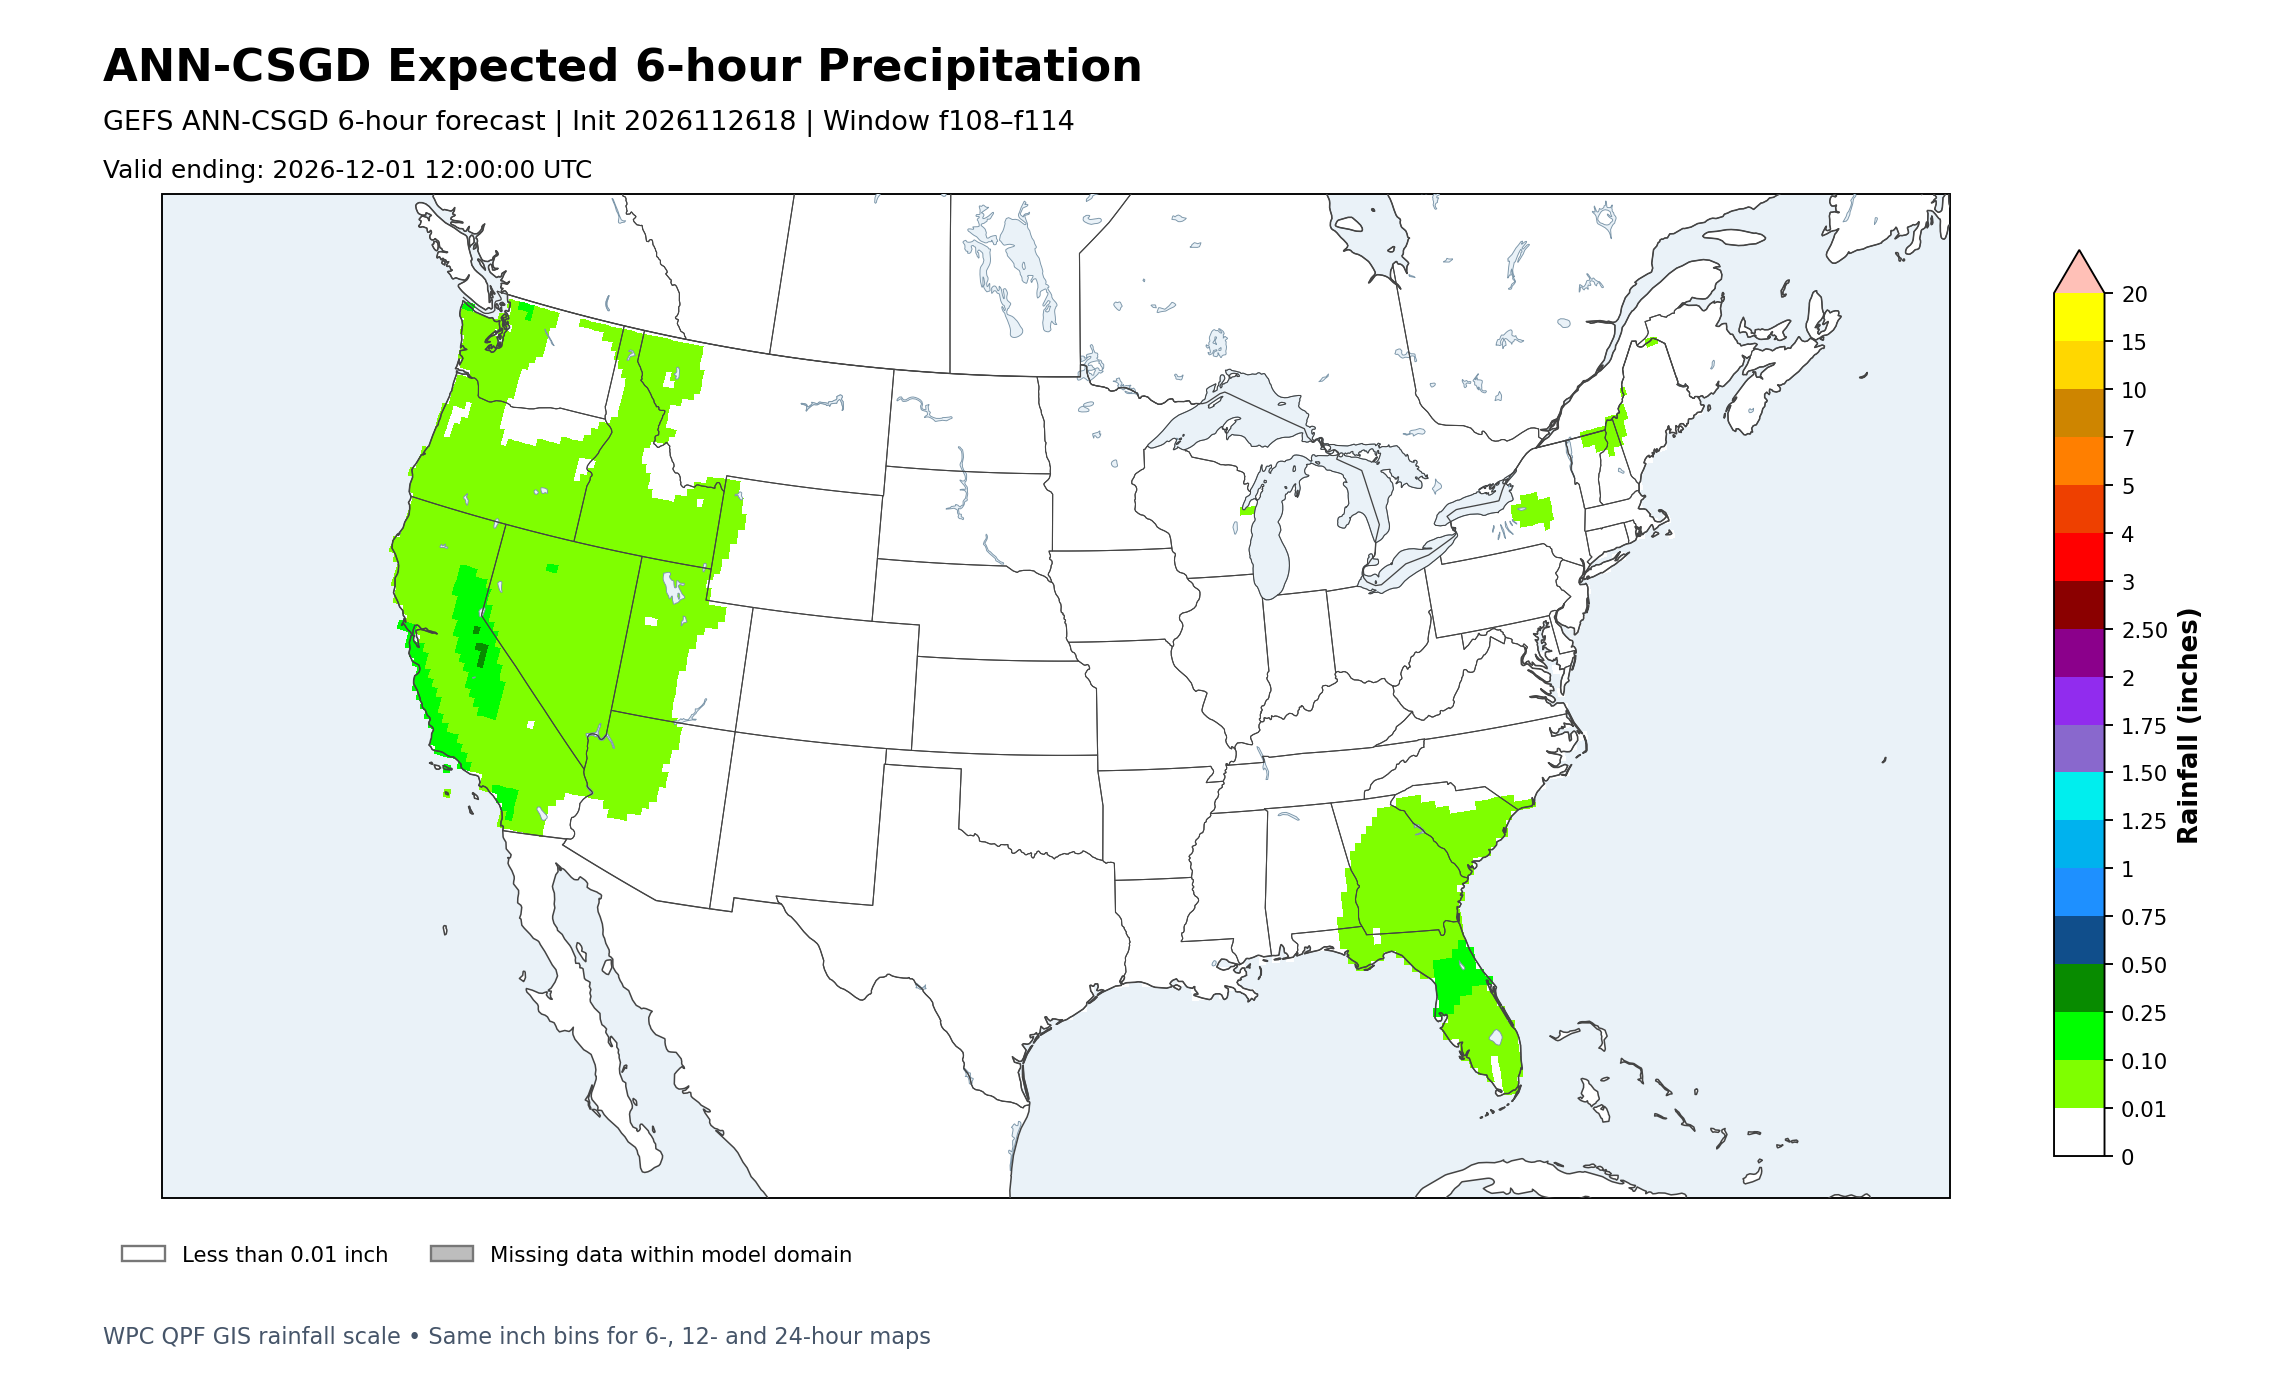 ANN-CSGD Expected 6-hour Precipitation
GEFS ANN-CSGD 6-hour forecast | Init 2026112618 | Window f108–f114
Valid ending: 2026-12-01 12:00:00 UTC
20
15
10
7
5
4
3
2.50
2
1.75
1.50
1.25
1
0.75
0.50
0.25
0.10
0.01
0
Rainfall (inches)
Less than 0.01 inch
Missing data within model domain
WPC QPF GIS rainfall scale • Same inch bins for 6-, 12- and 24-hour maps